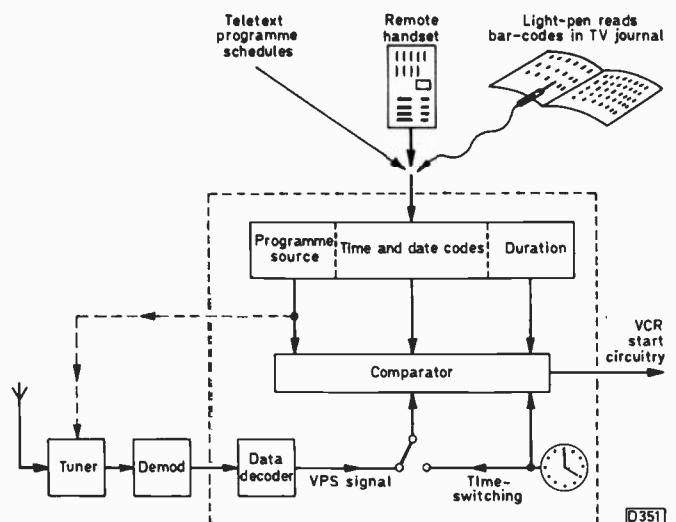 Teletext
programme
schedules
Remote
handset
Light-pen reads
bar-codes in TV journal
Programme
source
Time and date codes
Duration
VCR
start
circuitry
Comparator
Tuner
Demod
Data
decoder
VPS signal
Time-
switching
D351